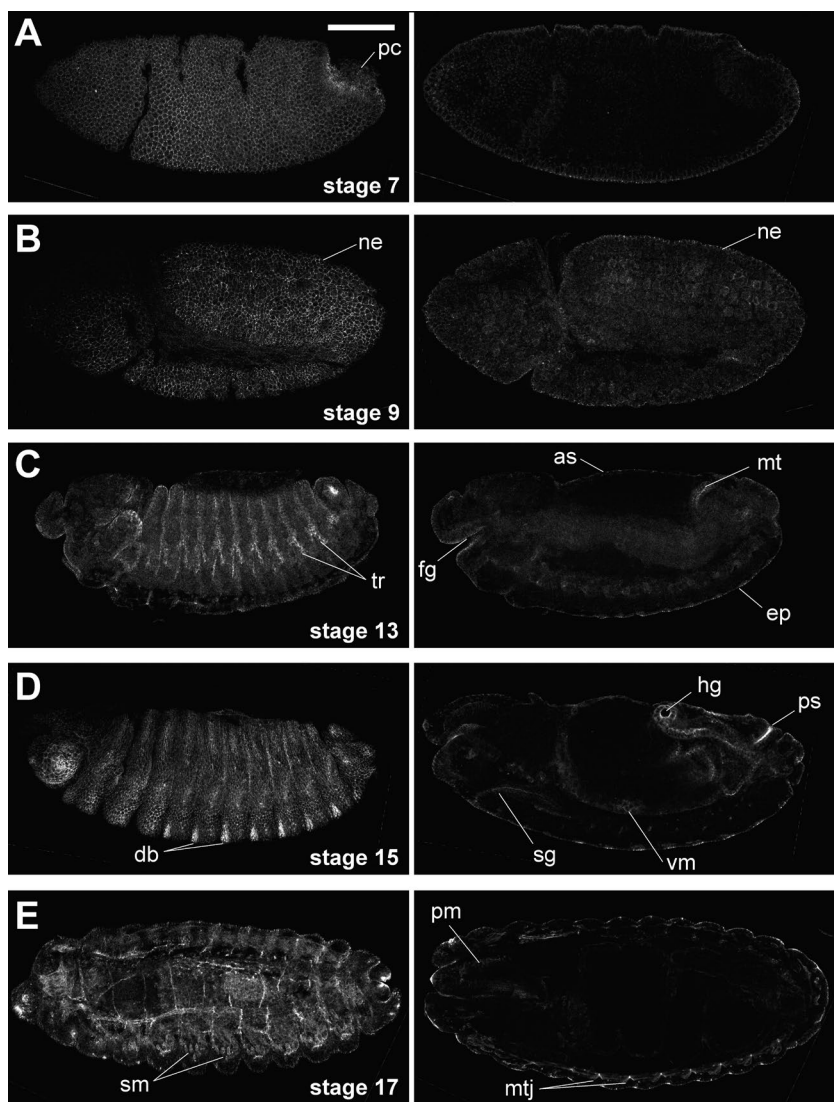 A
pc
stage 7
B
ne
ne
stage 9
C
as
mt
tr
fg
ep
stage 13
D
hg
ps
db
sg
vm
stage 15
E
pm
sm
mtj
stage 17